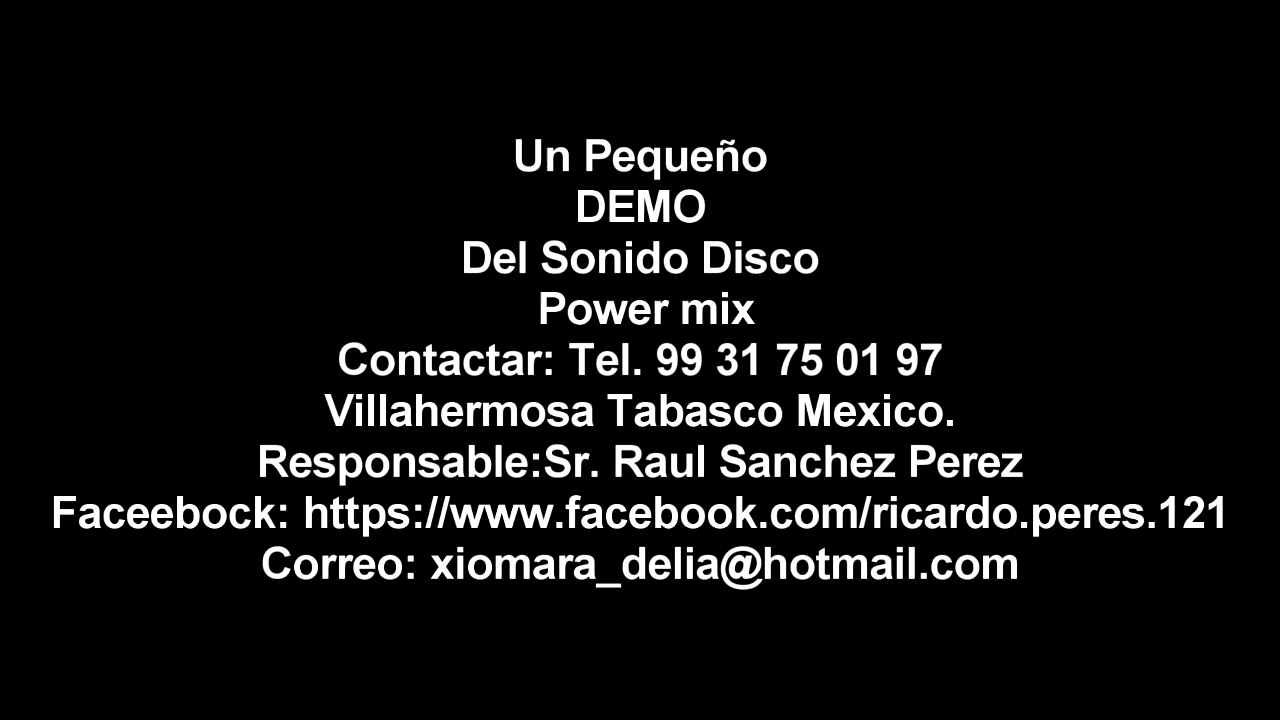 Un Pequeño
DEMO
Del Sonido Disco
Power mix
Contactar: Tel. 99 31 75 01 97
Villahermosa Tabasco Mexico.
Responsable:Sr. Raul Sanchez Perez
Faceebock: https://www.facebook.com/ricardo.peres.121
Correo: xiomara_delia@hotmail.com